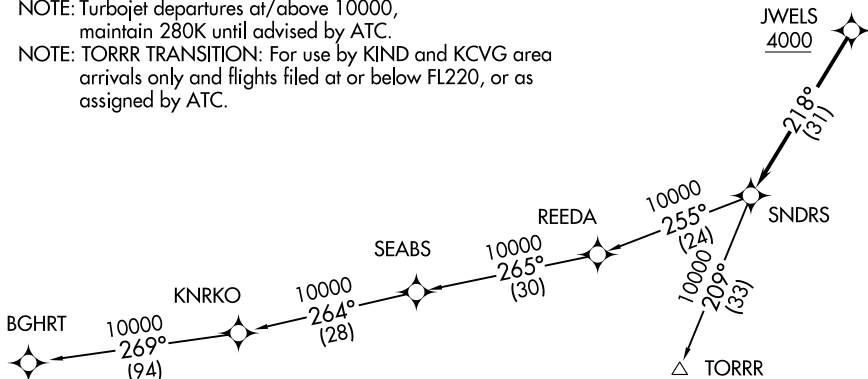 NOTE: Turbojet departures at/above 10000,
maintain 280K until advised by ATC.
NOTE: TORRR TRANSITION: For use by KIND and KCVG area
arrivals only and flights filed at or below FL220, or as
assigned by ATC.
JWELS
4000
218°
(31)
SNDRS
10000
255°
(24)
REEDA
10000
265°
(30)
SEABS
10000
264°
(28)
KNRKO
10000
269°
(94)
BGHRT
10000
209°
(33)
TORRR